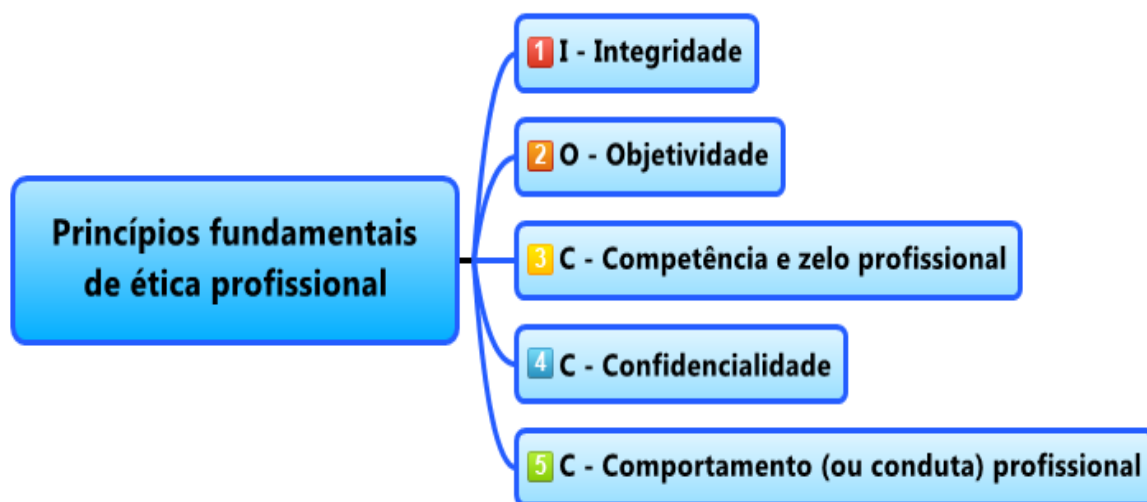 Princípios fundamentais
de ética profissional
1 I - Integridade
2 O - Objetividade
3 C - Competência e zelo profissional
4 C - Confidencialidade
5 C - Comportamento (ou conduta) profissional